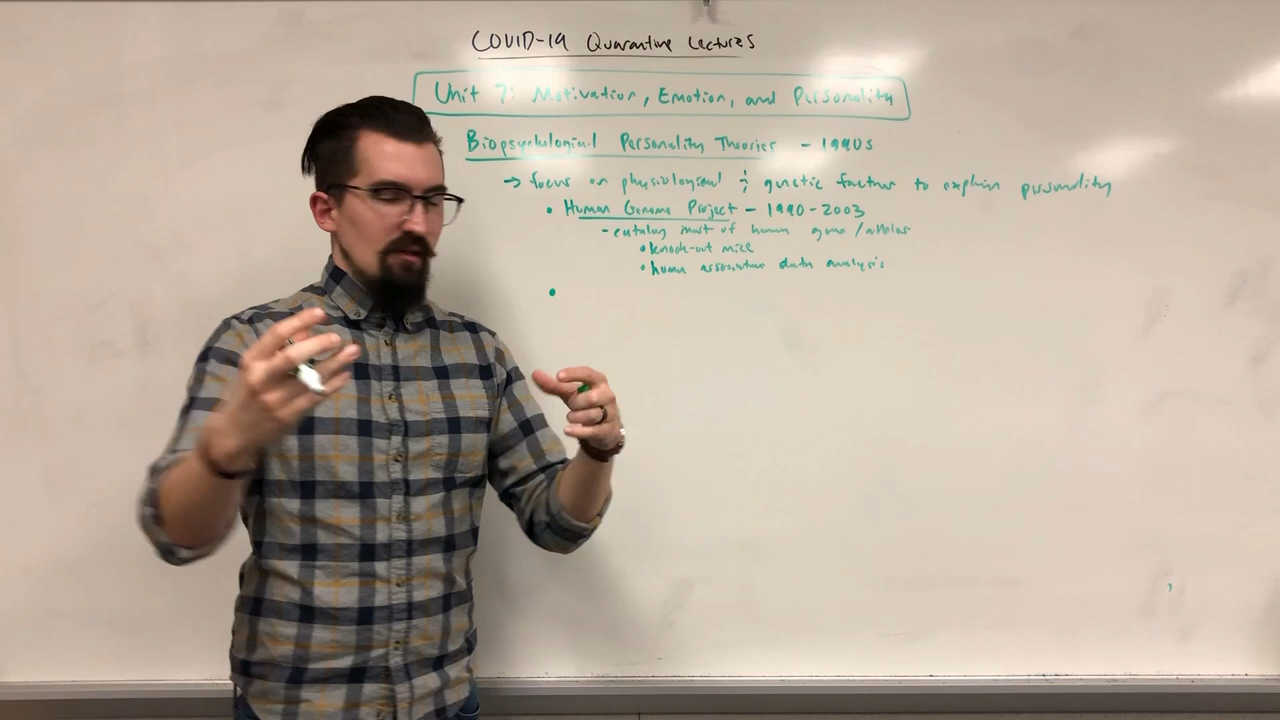 COVID-19 Quarantine Lectures
Unit 7: Motivation, Emotion, and Personality
Biopsychological Personality Theories - 1990s
→ focus on physiological & genetic factors to explain personality
• Human Genome Project - 1990-2003
- catalog most of human gene/alleles
• knock-out mice
• human associative data analysis
•